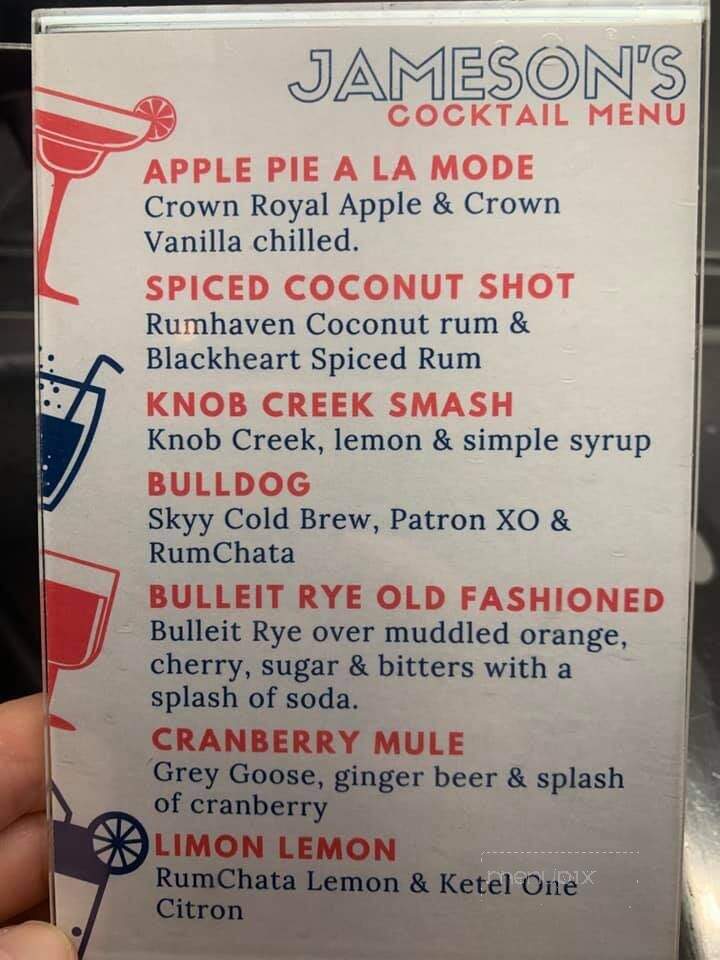 JAMESON'S
COCKTAIL MENU
APPLE PIE A LA MODE
Crown Royal Apple & Crown
Vanilla chilled.
SPICED COCONUT SHOT
Rumhaven Coconut rum &
Blackheart Spiced Rum
KNOB CREEK SMASH
Knob Creek, lemon & simple syrup
BULLDOG
Skyy Cold Brew, Patron XO &
RumChata
BULLEIT RYE OLD FASHIONED
Bulleit Rye over muddled orange,
cherry, sugar & bitters with a
splash of soda.
CRANBERRY MULE
Grey Goose, ginger beer & splash
of cranberry
LIMON LEMON
RumChata Lemon & Ketel One
Citron
menupix